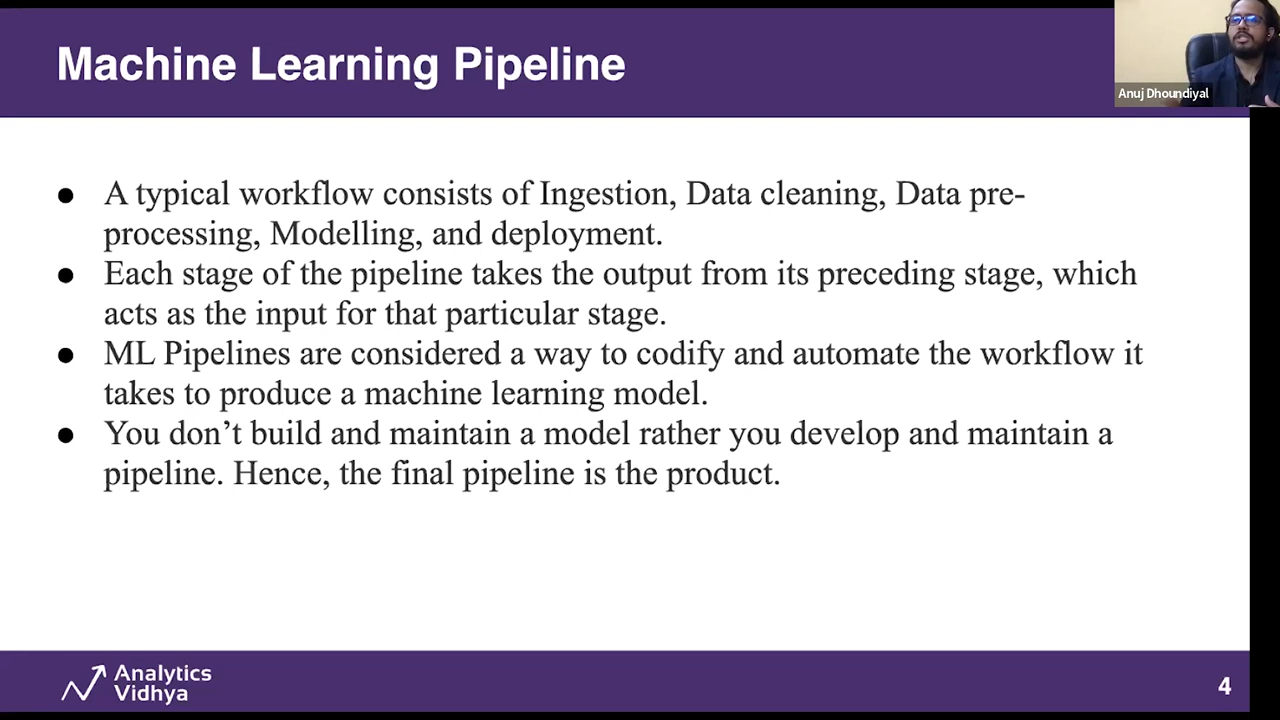 Machine Learning Pipeline
Anuj Dhoundiyal
● A typical workflow consists of Ingestion, Data cleaning, Data pre-
processing, Modelling, and deployment.
● Each stage of the pipeline takes the output from its preceding stage, which
acts as the input for that particular stage.
● ML Pipelines are considered a way to codify and automate the workflow it
takes to produce a machine learning model.
● You don’t build and maintain a model rather you develop and maintain a
pipeline. Hence, the final pipeline is the product.
Analytics
Vidhya
4